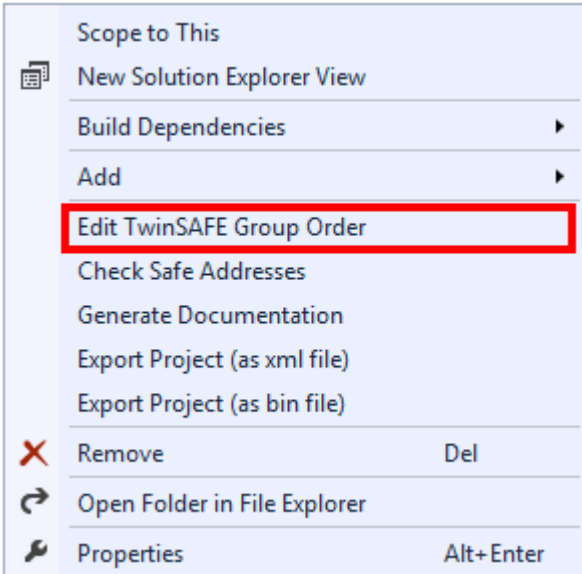 Scope to This
New Solution Explorer View
Build Dependencies
Add
Edit TwinSAFE Group Order
Check Safe Addresses
Generate Documentation
Export Project (as xml file)
Export Project (as bin file)
Remove Del
Open Folder in File Explorer
Properties Alt+Enter